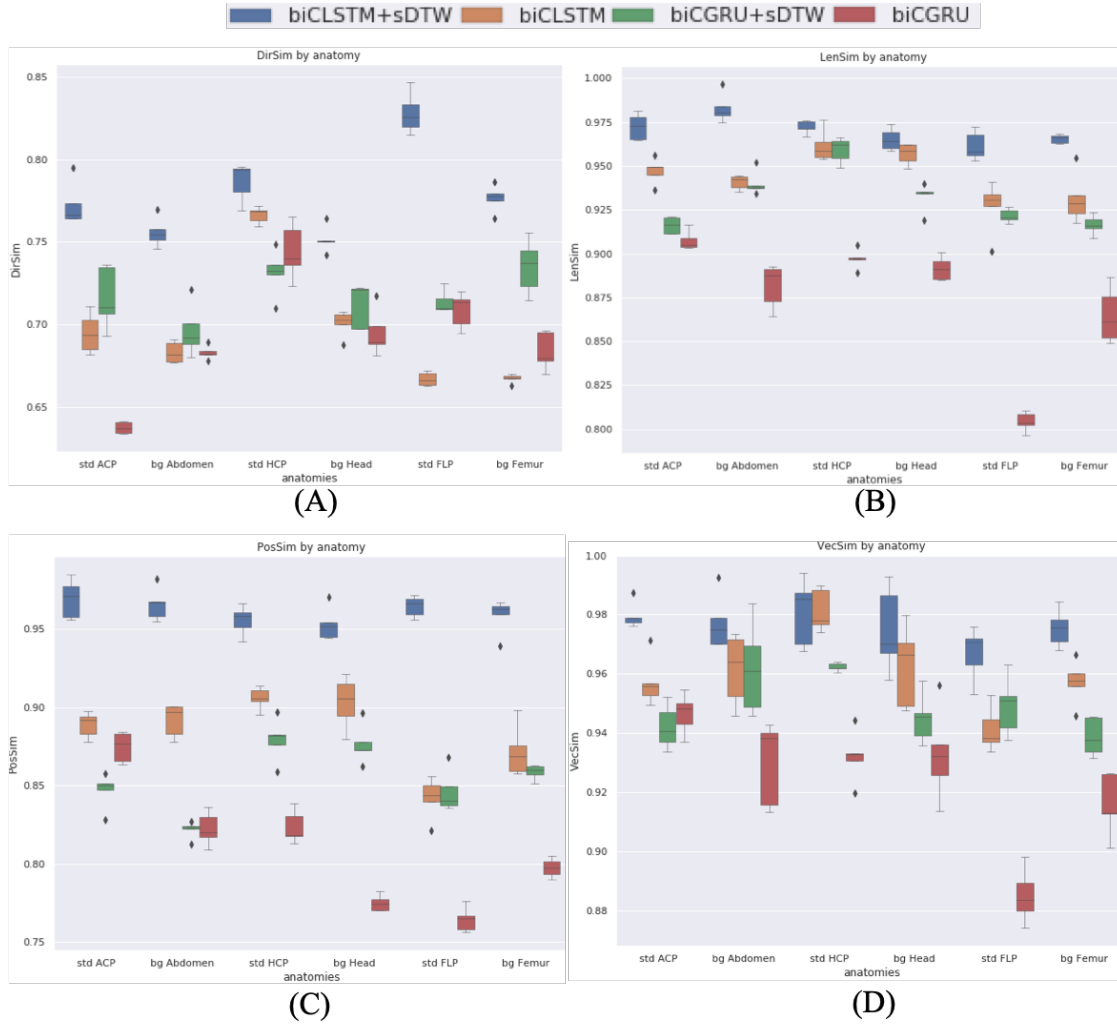 biCLSTM+sDTW biCLSTM biCGRU+sDTW biCGRU
DirSim by anatomy
0.85
0.80
0.75
0.70
0.65
DirSim
std ACP bg Abdomen std HCP bg Head std FLP bg Femur
anatomies
(A)
LenSim by anatomy
1.000
0.975
0.950
0.925
0.900
0.875
0.850
0.825
0.800
LenSim
std ACP bg Abdomen std HCP bg Head std FLP bg Femur
anatomies
(B)
PosSim by anatomy
0.95
0.90
0.85
0.80
0.75
PosSim
std ACP bg Abdomen std HCP bg Head std FLP bg Femur
anatomies
(C)
VecSim by anatomy
1.00
0.98
0.96
0.94
0.92
0.90
0.88
VecSim
std ACP bg Abdomen std HCP bg Head std FLP bg Femur
anatomies
(D)